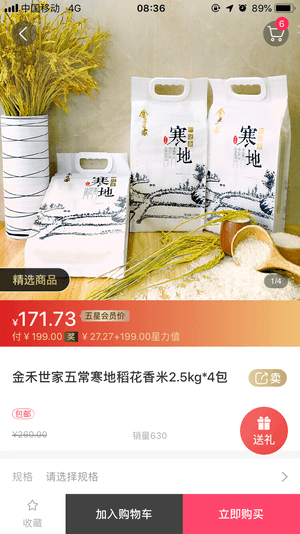 中国移动 4G 08:36 89%
6
寒地
寒地
寒地
精选商品
1/4
¥171.73 五星会员价
付 ¥ 199.00 奖 ¥ 27.27+199.00星力值
金禾世家五常寒地稻花香米2.5kg*4包
卖
包邮
¥260.00
销量630
送礼
规格 请选择规格
收藏
加入购物车
立即购买